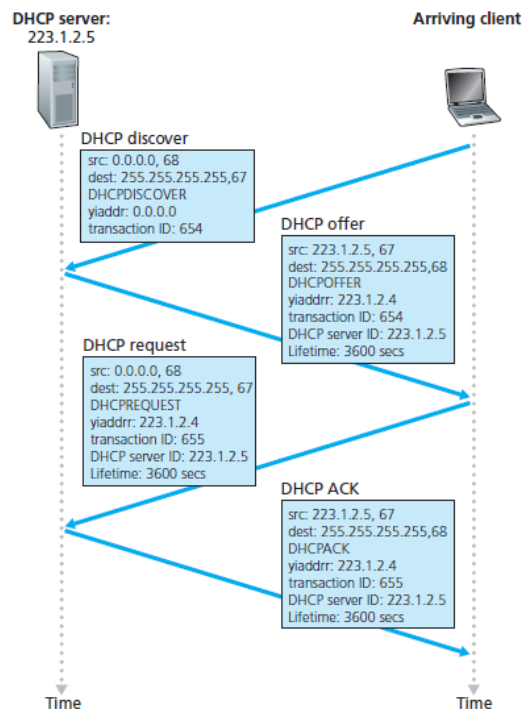 DHCP server:
223.1.2.5
Arriving client
DHCP discover
src: 0.0.0.0, 68
dest: 255.255.255.255,67
DHCPDISCOVER
yiaddr: 0.0.0.0
transaction ID: 654
DHCP offer
src: 223.1.2.5, 67
dest: 255.255.255.255,68
DHCPOFFER
yiaddrr: 223.1.2.4
transaction ID: 654
DHCP server ID: 223.1.2.5
Lifetime: 3600 secs
DHCP request
src: 0.0.0.0, 68
dest: 255.255.255.255, 67
DHCPREQUEST
yiaddrr: 223.1.2.4
transaction ID: 655
DHCP server ID: 223.1.2.5
Lifetime: 3600 secs
DHCP ACK
src: 223.1.2.5, 67
dest: 255.255.255.255,68
DHCPACK
yiaddrr: 223.1.2.4
transaction ID: 655
DHCP server ID: 223.1.2.5
Lifetime: 3600 secs
Time
Time